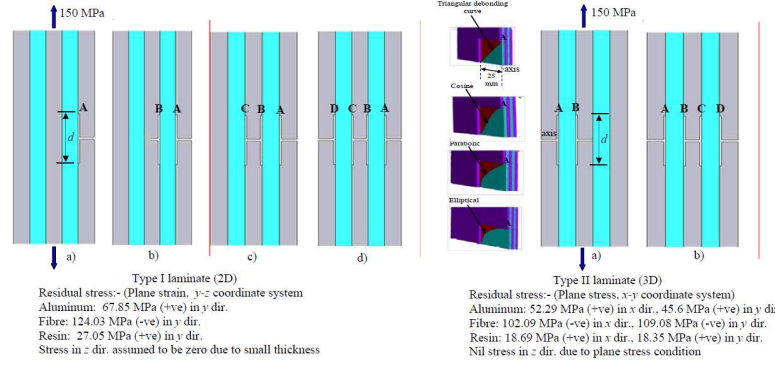 150 MPa
A
d
a)
B A
b)
C B A
c)
D C B A
d)
Type I laminate (2D)
Residual stress:- (Plane strain, y-z coordinate system
Aluminum: 67.85 MPa (+ve) in y dir.
Fibre: 124.03 MPa (-ve) in y dir.
Resin: 27.05 MPa (+ve) in y dir.
Stress in z dir. assumed to be zero due to small thickness
Triangular debonding
curve
A
axis
25
mm
Cosine
A
Parabolic
A
Elliptical
A
150 MPa
A B
axis
d
a)
A B C D
b)
Type II laminate (3D)
Residual stress:- (Plane stress, x-y coordinate system)
Aluminum: 52.29 MPa (+ve) in x dir., 45.6 MPa (+ve) in y di
Fibre: 102.09 MPa (-ve) in x dir., 109.08 MPa (-ve) in y dir.
Resin: 18.69 MPa (+ve) in x dir., 18.35 MPa (+ve) in y dir.
Nil stress in z dir. due to plane stress condition